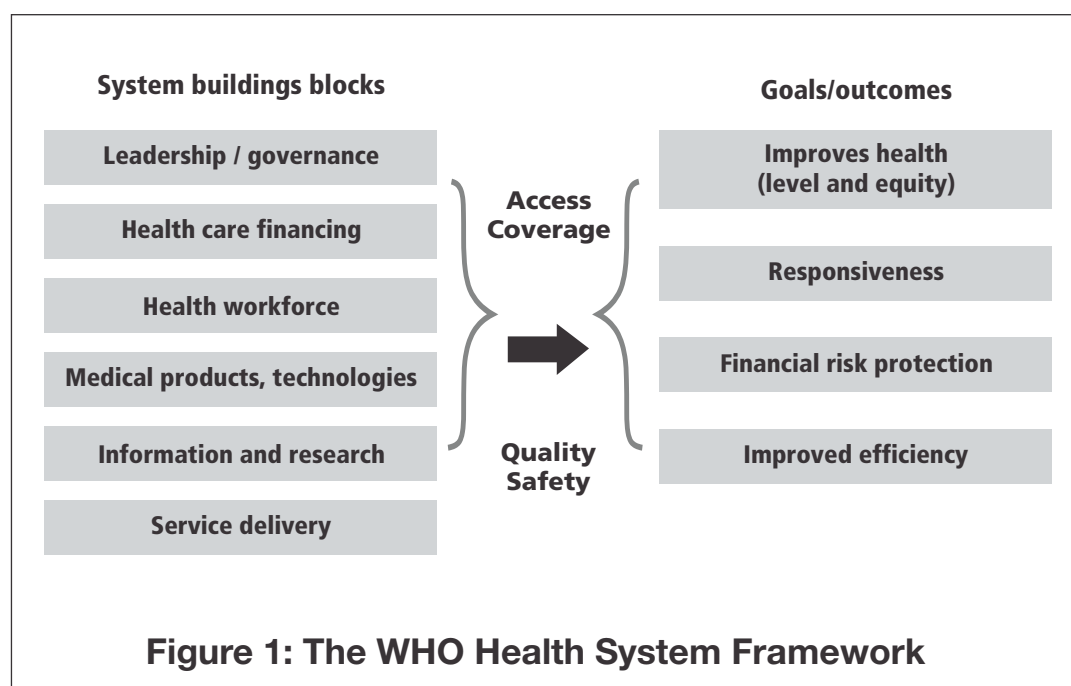 System buildings blocks
Leadership / governance
Health care financing
Health workforce
Medical products, technologies
Information and research
Service delivery
Access
Coverage
Quality
Safety
Goals/outcomes
Improves health
(level and equity)
Responsiveness
Financial risk protection
Improved efficiency
Figure 1: The WHO Health System Framework